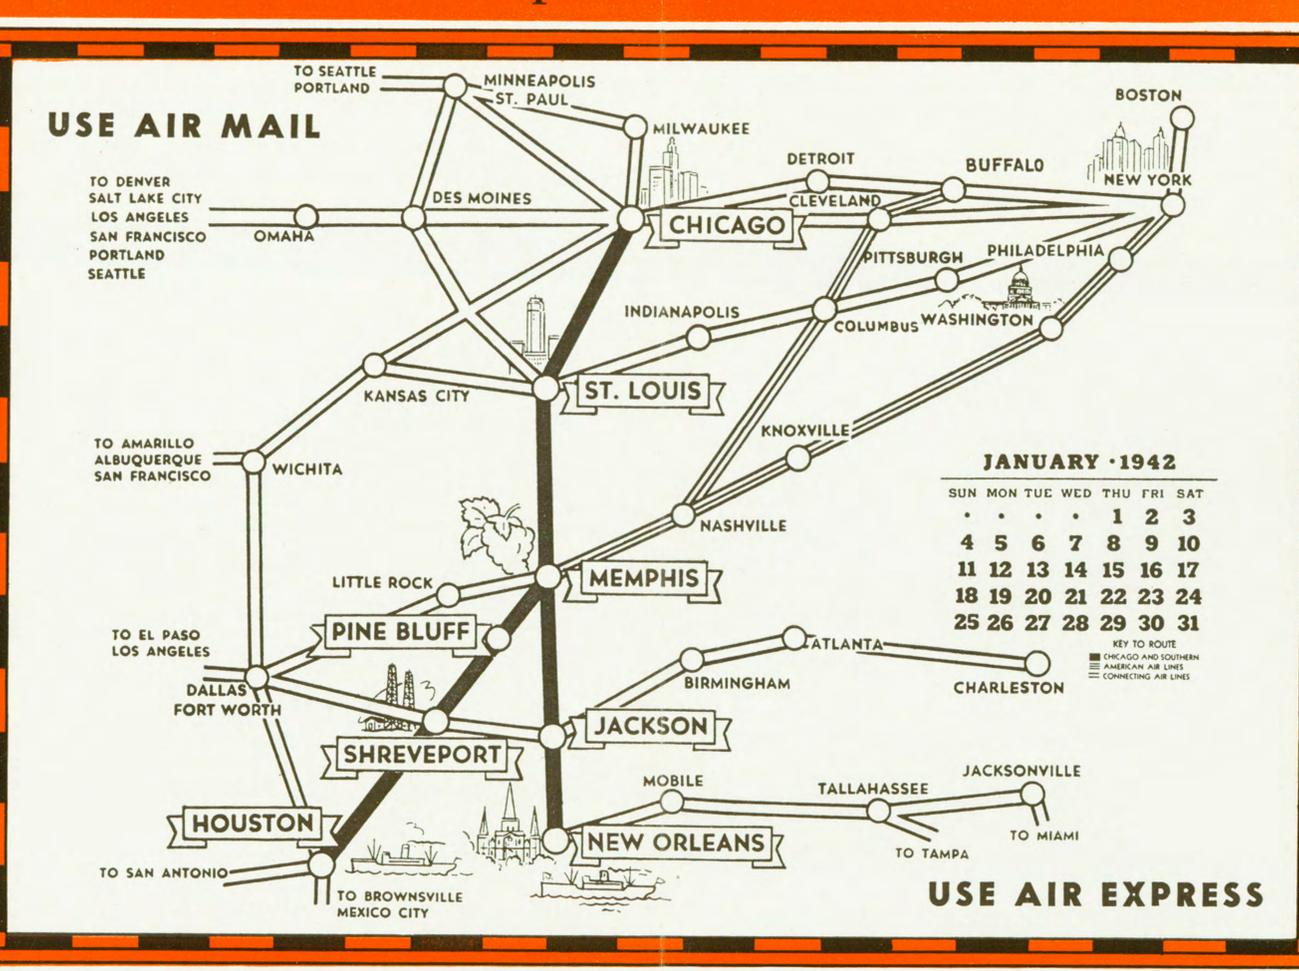 TO SEATTLE
PORTLAND
MINNEAPOLIS
ST. PAUL
USE AIR MAIL
MILWAUKEE
BOSTON
DETROIT
BUFFALO
NEW YORK
TO DENVER
SALT LAKE CITY
LOS ANGELES
SAN FRANCISCO
PORTLAND
SEATTLE
OMAHA
DES MOINES
CHICAGO
CLEVELAND
PITTSBURGH
PHILADELPHIA
INDIANAPOLIS
COLUMBUS
WASHINGTON
KANSAS CITY
ST. LOUIS
KNOXVILLE
TO AMARILLO
ALBUQUERQUE
SAN FRANCISCO
WICHITA
NASHVILLE
JANUARY · 1942
SUN MON TUE WED THU FRI SAT
• • • • 1 2 3
4 5 6 7 8 9 10
11 12 13 14 15 16 17
18 19 20 21 22 23 24
25 26 27 28 29 30 31
KEY TO ROUTE
CHICAGO AND SOUTHERN
AMERICAN AIR LINES
CONNECTING AIR LINES
LITTLE ROCK
MEMPHIS
PINE BLUFF
TO EL PASO
LOS ANGELES
DALLAS
FORT WORTH
ATLANTA
BIRMINGHAM
CHARLESTON
SHREVEPORT
JACKSON
HOUSTON
MOBILE
TALLAHASSEE
JACKSONVILLE
NEW ORLEANS
TO MIAMI
TO TAMPA
TO SAN ANTONIO
TO BROWNSVILLE
MEXICO CITY
USE AIR EXPRESS